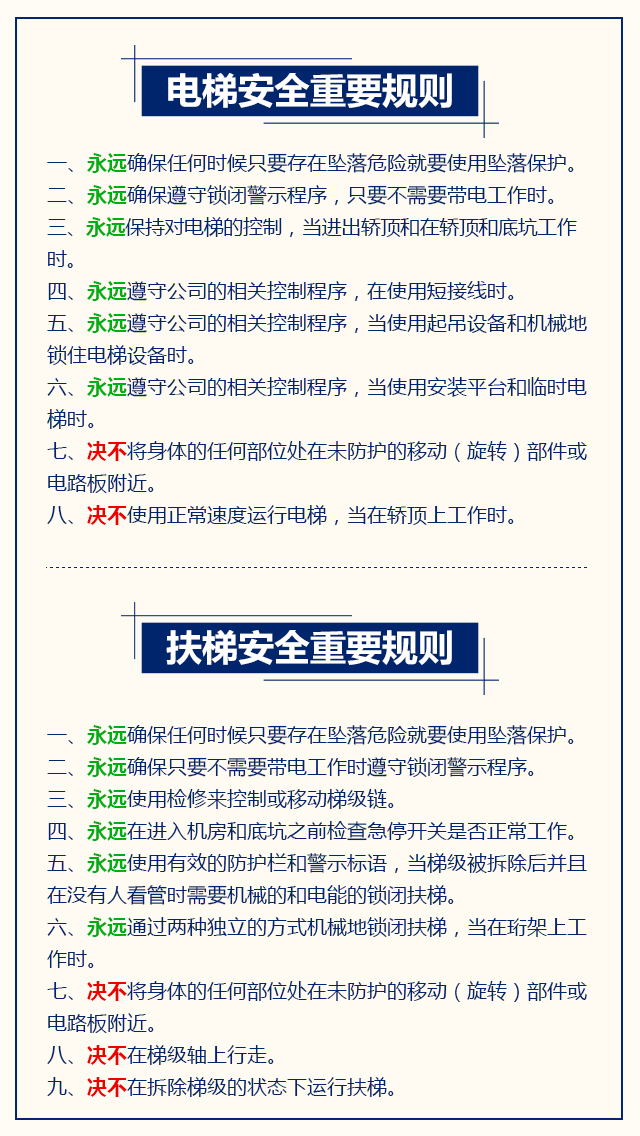 电梯安全重要规则
一、永远确保任何时候只要存在坠落危险就要使用坠落保护。
二、永远确保遵守锁闭警示程序，只要不需要带电工作时。
三、永远保持对电梯的控制，当进出轿顶和在轿顶和底坑工作
时。
四、永远遵守公司的相关控制程序，在使用短接线时。
五、永远遵守公司的相关控制程序，当使用起吊设备和机械地
锁住电梯设备时。
六、永远遵守公司的相关控制程序，当使用安装平台和临时电
梯时。
七、决不将身体的任何部位处在未防护的移动（旋转）部件或
电路板附近。
八、决不使用正常速度运行电梯，当在轿顶上工作时。
扶梯安全重要规则
一、永远确保任何时候只要存在坠落危险就要使用坠落保护。
二、永远确保只要不需要带电工作时遵守锁闭警示程序。
三、永远使用检修来控制或移动梯级链。
四、永远在进入机房和底坑之前检查急停开关是否正常工作。
五、永远使用有效的防护栏和警示标语，当梯级被拆除后并且
在没有人看管时需要机械的和电能的锁闭扶梯。
六、永远通过两种独立的方式机械地锁闭扶梯，当在珩架上工
作时。
七、决不将身体的任何部位处在未防护的移动（旋转）部件或
电路板附近。
八、决不在梯级轴上行走。
九、决不在拆除梯级的状态下运行扶梯。